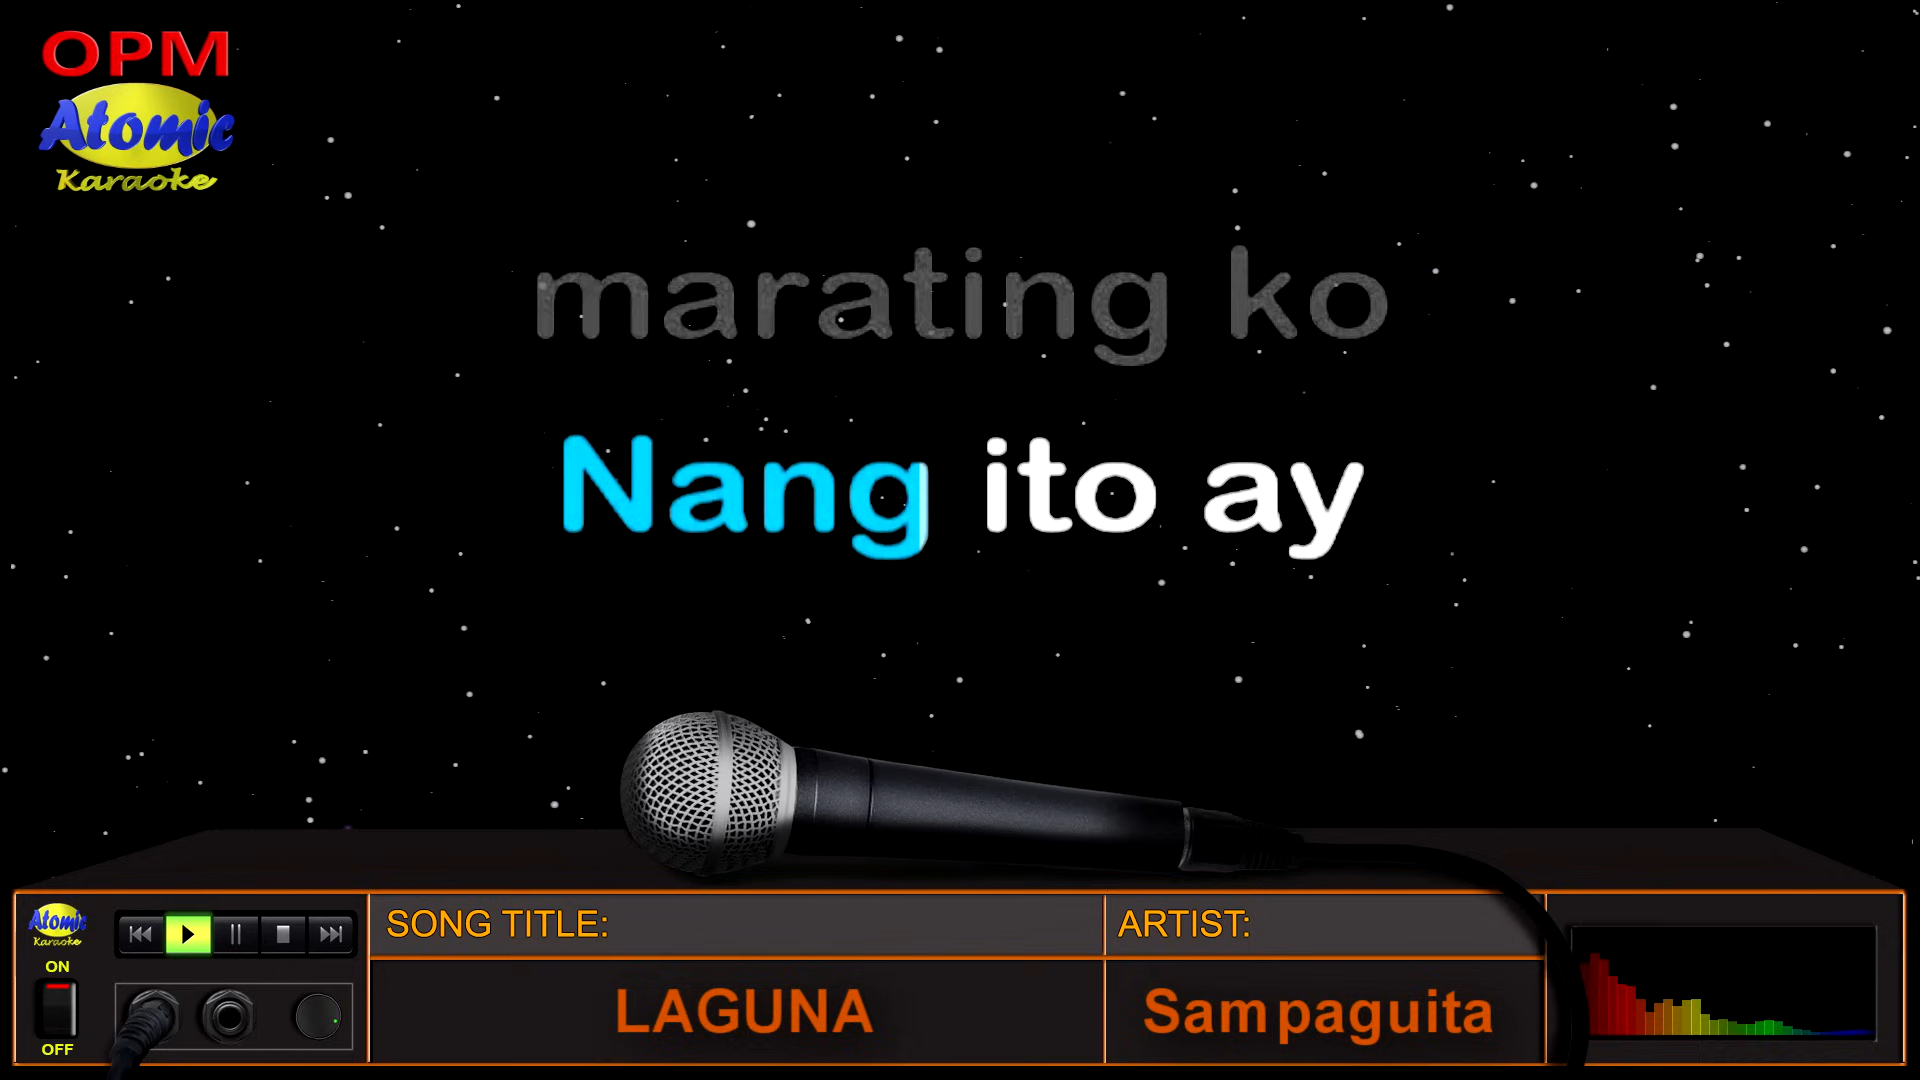 OPM
Atomic
Karaoke
marating ko
Nang ito ay
Atomic
Karaoke
ON
OFF
SONG TITLE:
ARTIST:
LAGUNA
Sampaguita